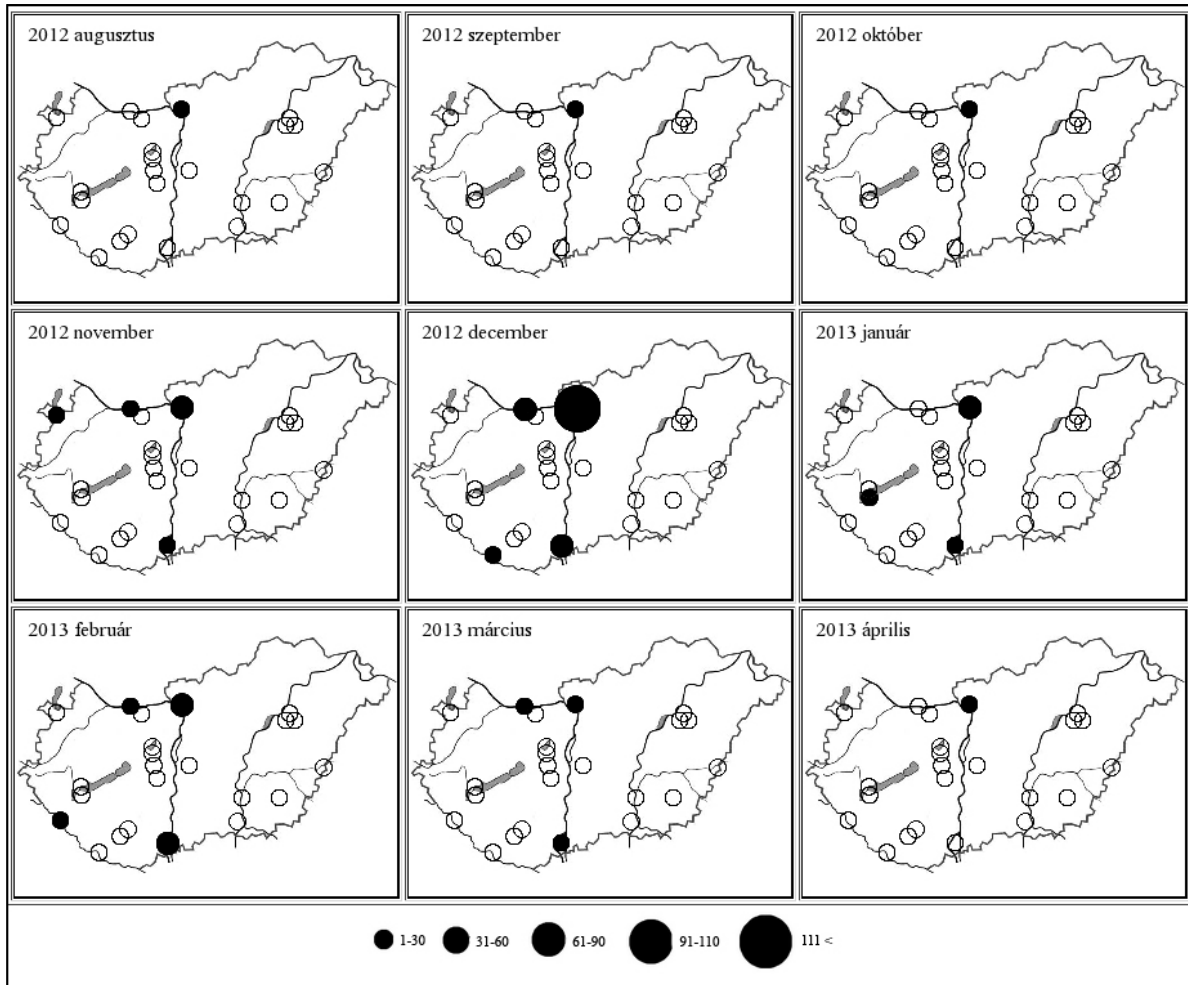 2012 augusztus
2012 szeptember
2012 október
2012 november
2012 december
2013 január
2013 február
2013 március
2013 április
1-30
31-60
61-90
91-110
111 <